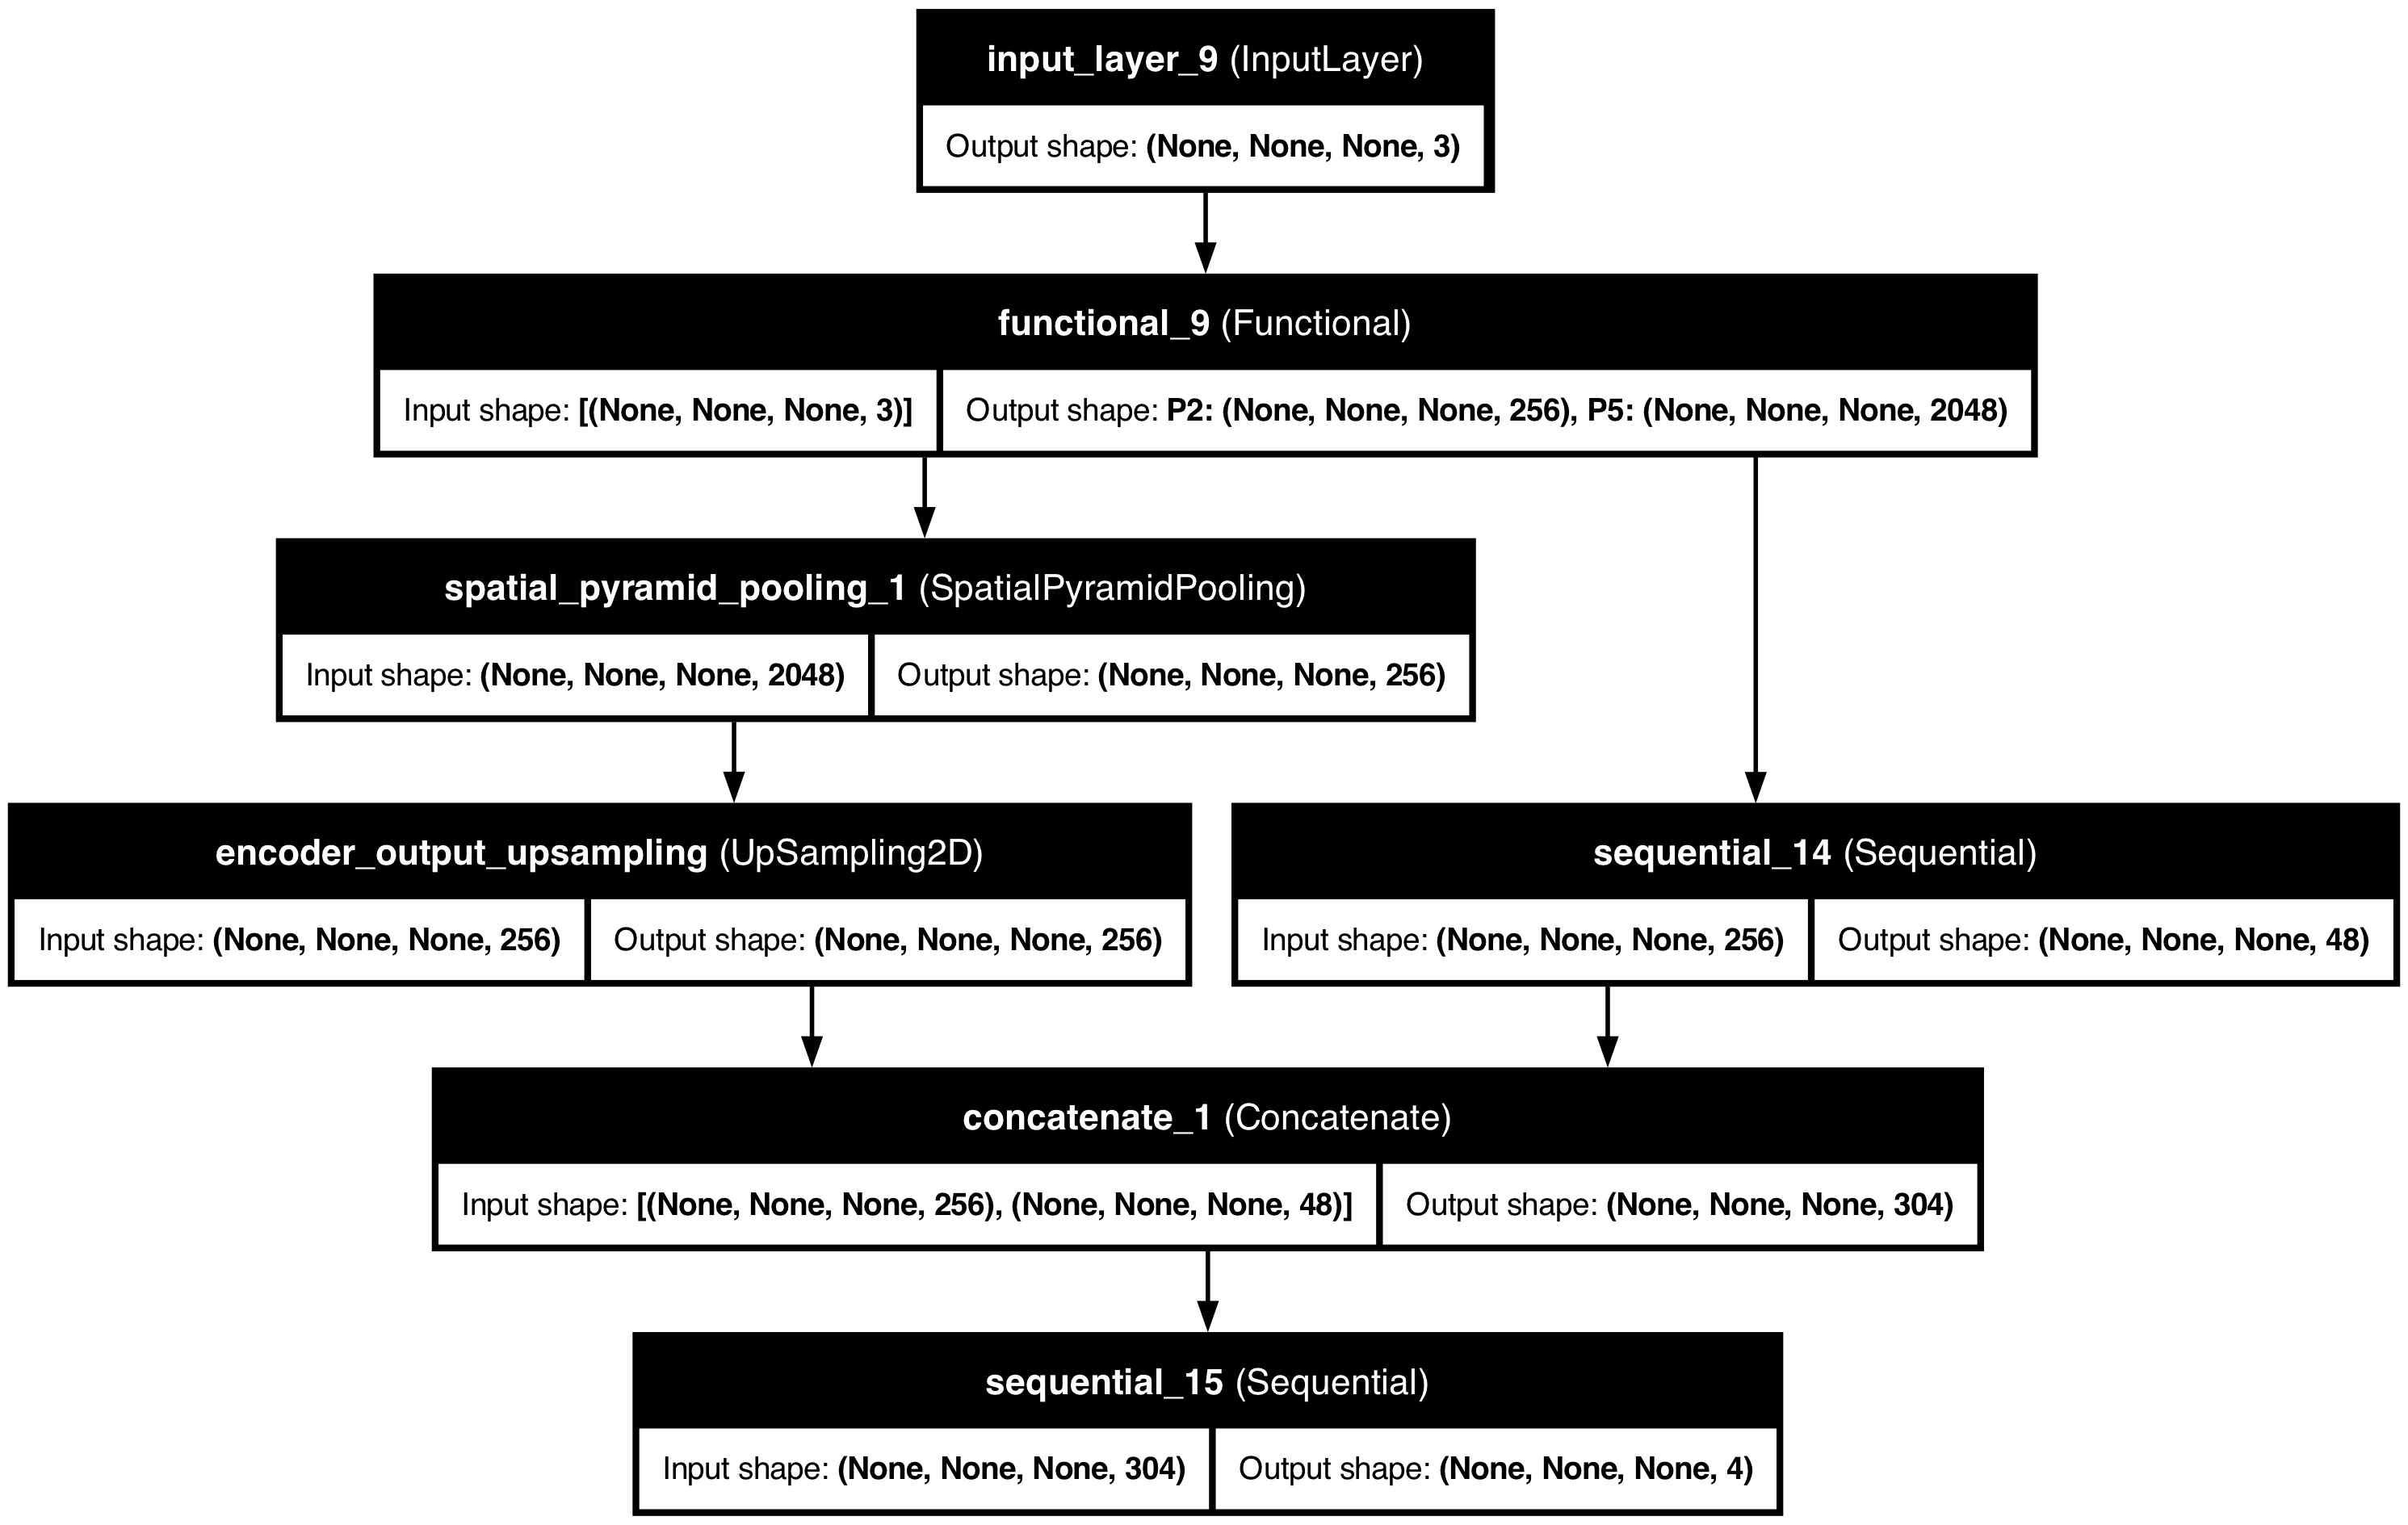 input_layer_9 (InputLayer)
Output shape: (None, None, None, 3)
functional_9 (Functional)
Input shape: [(None, None, None, 3)]
Output shape: P2: (None, None, None, 256), P5: (None, None, None, 2048)
spatial_pyramid_pooling_1 (SpatialPyramidPooling)
Input shape: (None, None, None, 2048)
Output shape: (None, None, None, 256)
encoder_output_upsampling (UpSampling2D)
Input shape: (None, None, None, 256)
Output shape: (None, None, None, 256)
sequential_14 (Sequential)
Input shape: (None, None, None, 256)
Output shape: (None, None, None, 48)
concatenate_1 (Concatenate)
Input shape: [(None, None, None, 256), (None, None, None, 48)]
Output shape: (None, None, None, 304)
sequential_15 (Sequential)
Input shape: (None, None, None, 304)
Output shape: (None, None, None, 4)